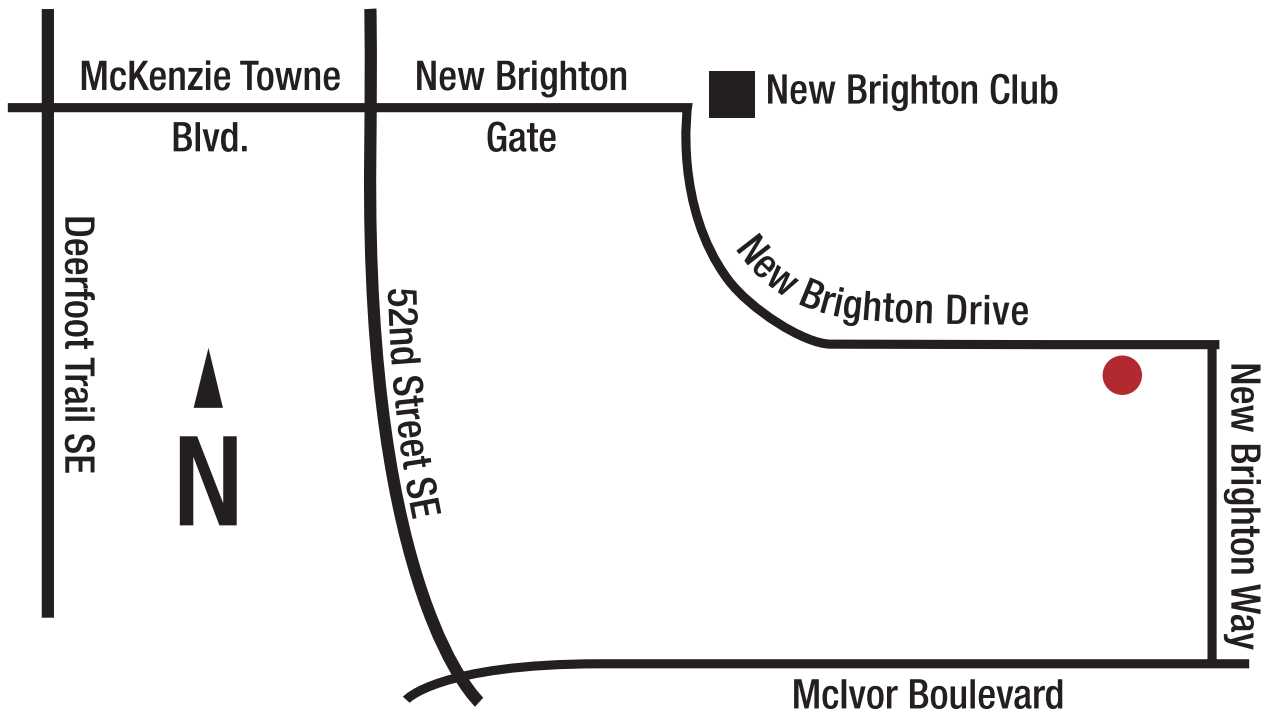 McKenzie Towne
Blvd.
New Brighton
Gate
New Brighton Club
Deerfoot Trail SE
52nd Street SE
New Brighton Drive
New Brighton Way
N
McIvor Boulevard